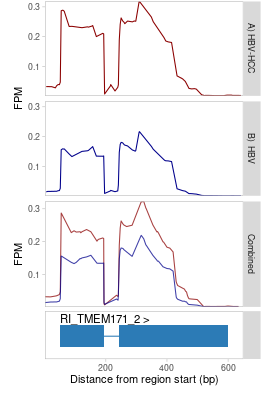 0.3
0.2
0.1
A) HBV-HCC
FPM
0.3
0.2
0.1
B) HBV
0.3
0.2
0.1
Combined
FPM
RI_TMEM171_2 >
0
200
400
600
Distance from region start (bp)